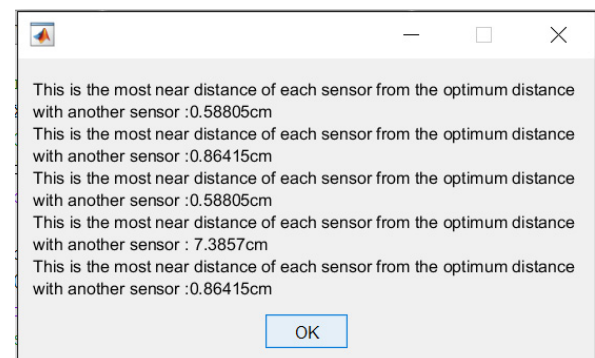 This is the most near distance of each sensor from the optimum distance
with another sensor :0.58805cm
This is the most near distance of each sensor from the optimum distance
with another sensor :0.86415cm
This is the most near distance of each sensor from the optimum distance
with another sensor :0.58805cm
This is the most near distance of each sensor from the optimum distance
with another sensor : 7.3857cm
This is the most near distance of each sensor from the optimum distance
with another sensor :0.86415cm
OK